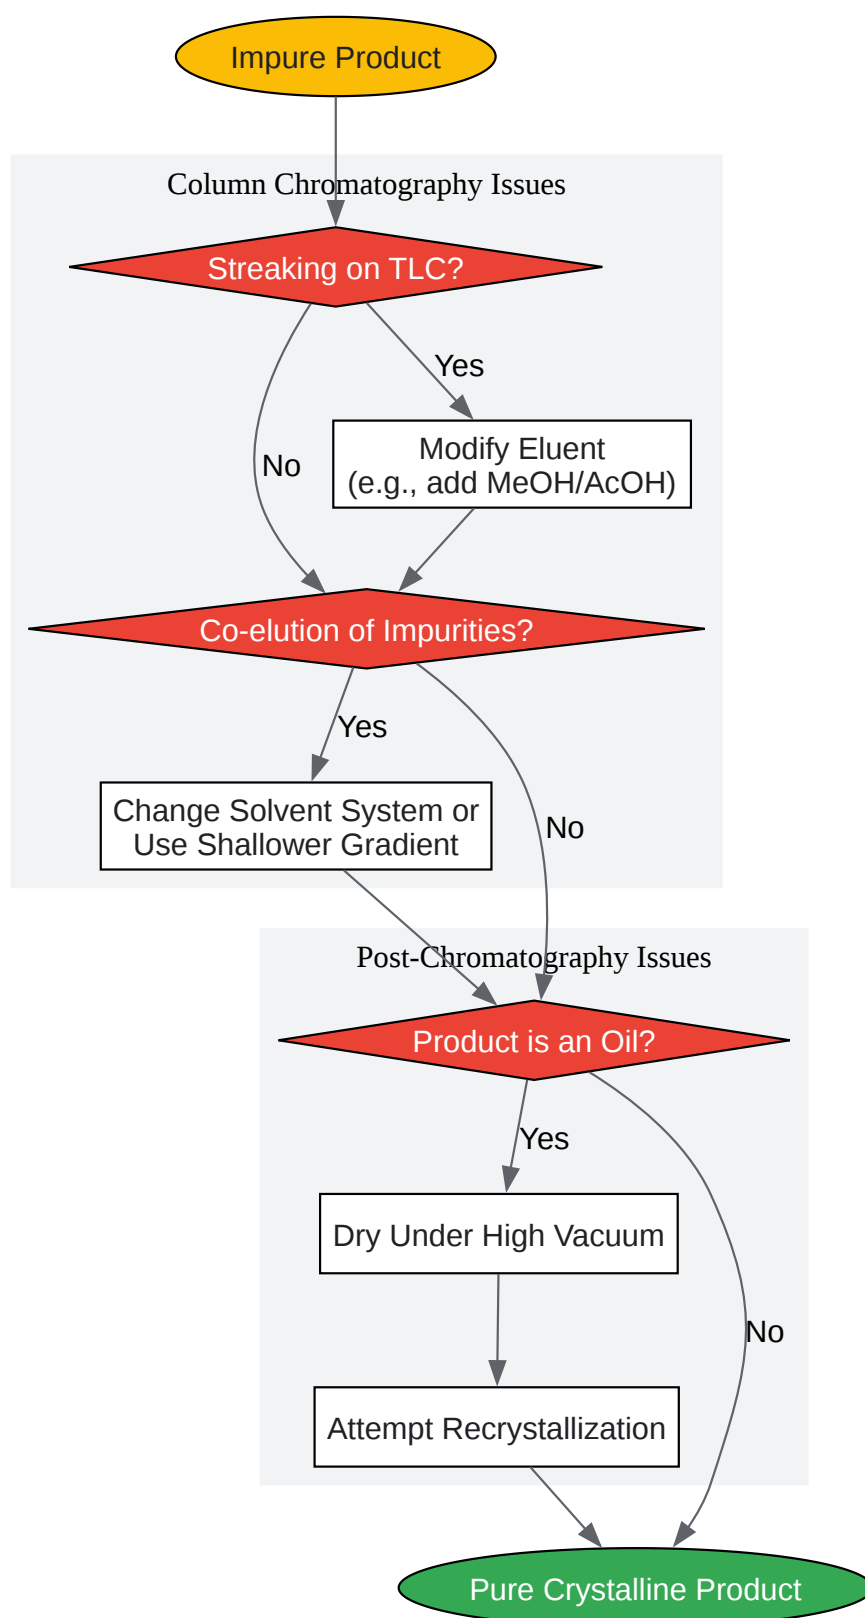 Impure Product
Column Chromatography Issues
Streaking on TLC?
Yes
Modify Eluent
(e.g., add MeOH/AcOH)
No
Co-elution of Impurities?
Yes
Change Solvent System or
Use Shallower Gradient
No
Post-Chromatography Issues
Product is an Oil?
Yes
Dry Under High Vacuum
No
Attempt Recrystallization
Pure Crystalline Product